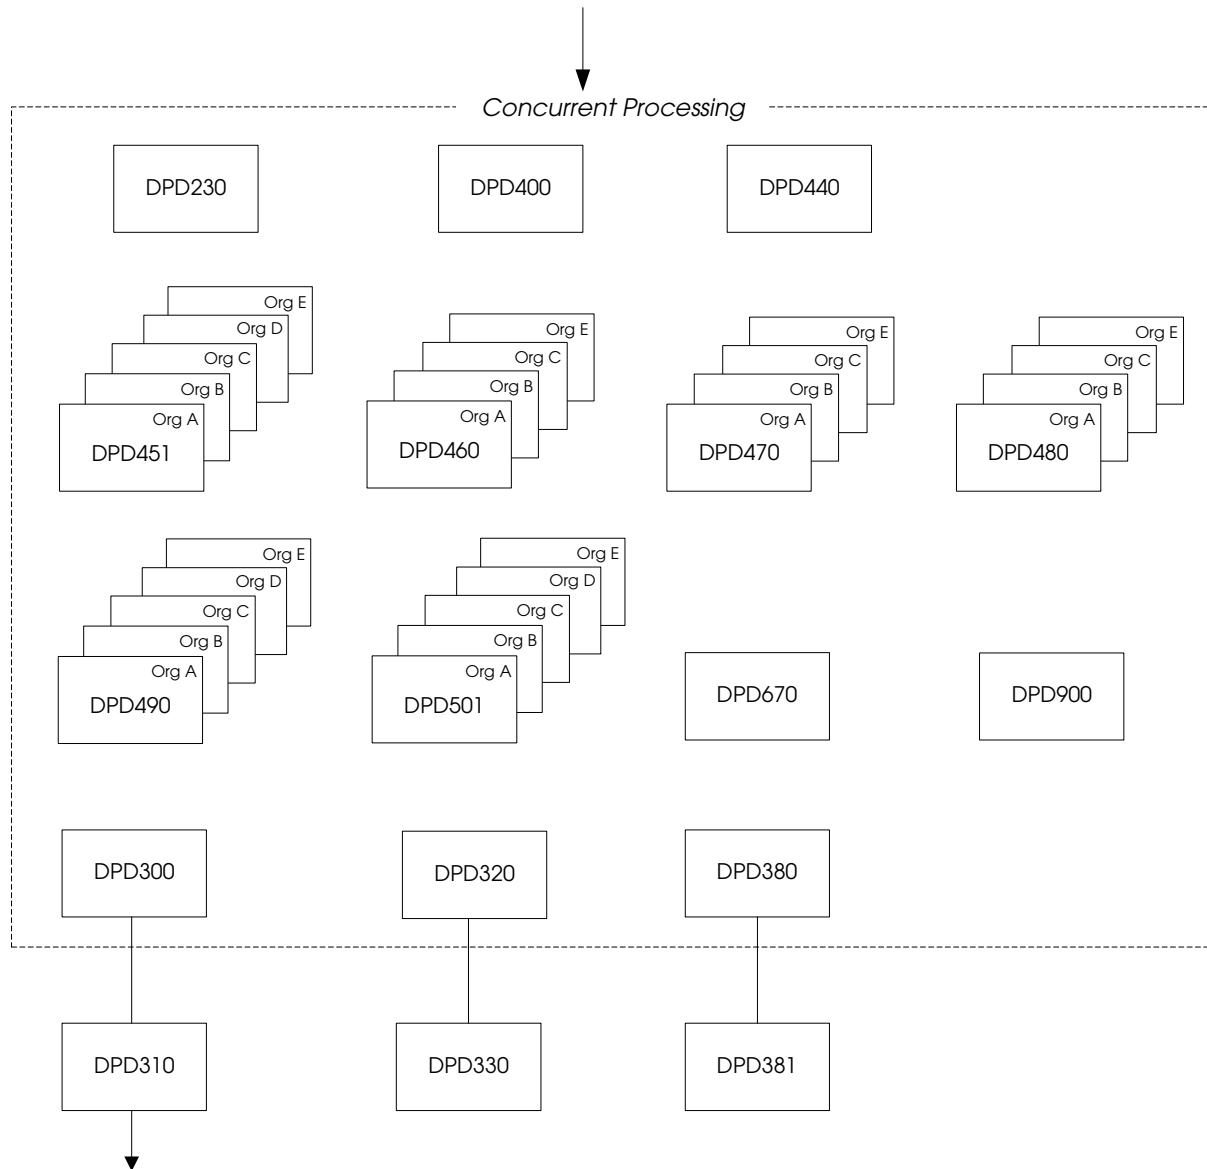 Concurrent Processing
DPD230
DPD400
DPD440
Org E
Org D
Org C
Org B
Org A
DPD451
Org E
Org C
Org B
Org A
DPD460
Org E
Org C
Org B
Org A
DPD470
Org E
Org C
Org B
Org A
DPD480
Org E
Org D
Org C
Org B
Org A
DPD490
Org E
Org D
Org C
Org B
Org A
DPD501
DPD670
DPD900
DPD300
DPD320
DPD380
DPD310
DPD330
DPD381